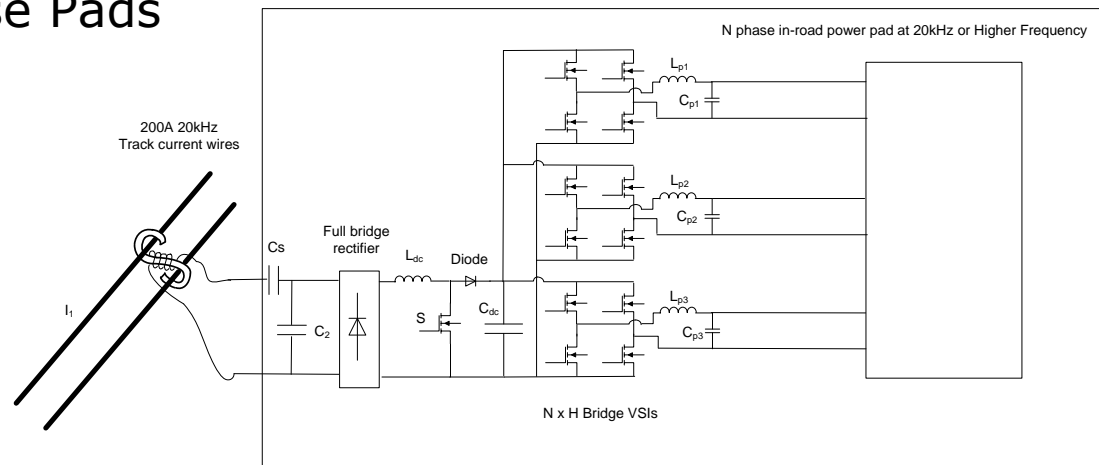 se Pads
N phase in-road power pad at 20kHz or Higher Frequency
200A 20kHz
Track current wires
I1
Cs
C2
Full bridge
rectifier
Ldc
Diode
S
Cdc
Lp1
Cp1
Lp2
Cp2
Lp3
Cp3
N x H Bridge VSIs